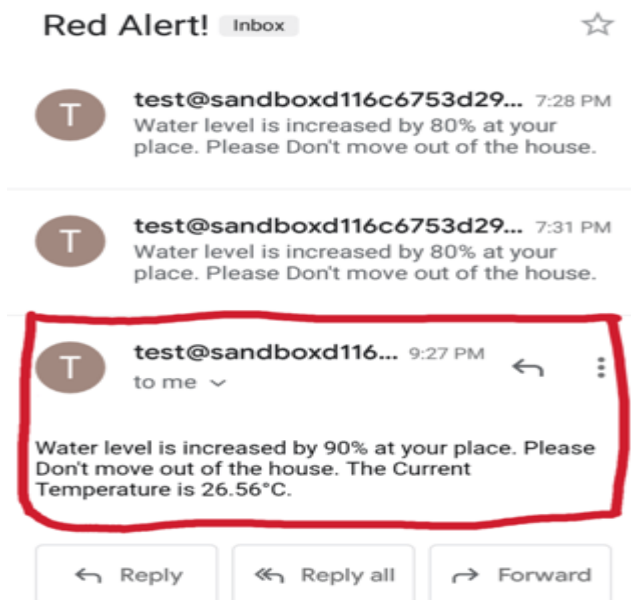 Red Alert! Inbox
T
test@sandboxd116c6753d29... 7:28 PM
Water level is increased by 80% at your
place. Please Don't move out of the house.
T
test@sandboxd116c6753d29... 7:31 PM
Water level is increased by 80% at your
place. Please Don't move out of the house.
T
test@sandboxd116... 9:27 PM
to me
Water level is increased by 90% at your place. Please
Don't move out of the house. The Current
Temperature is 26.56°C.
Reply Reply all Forward